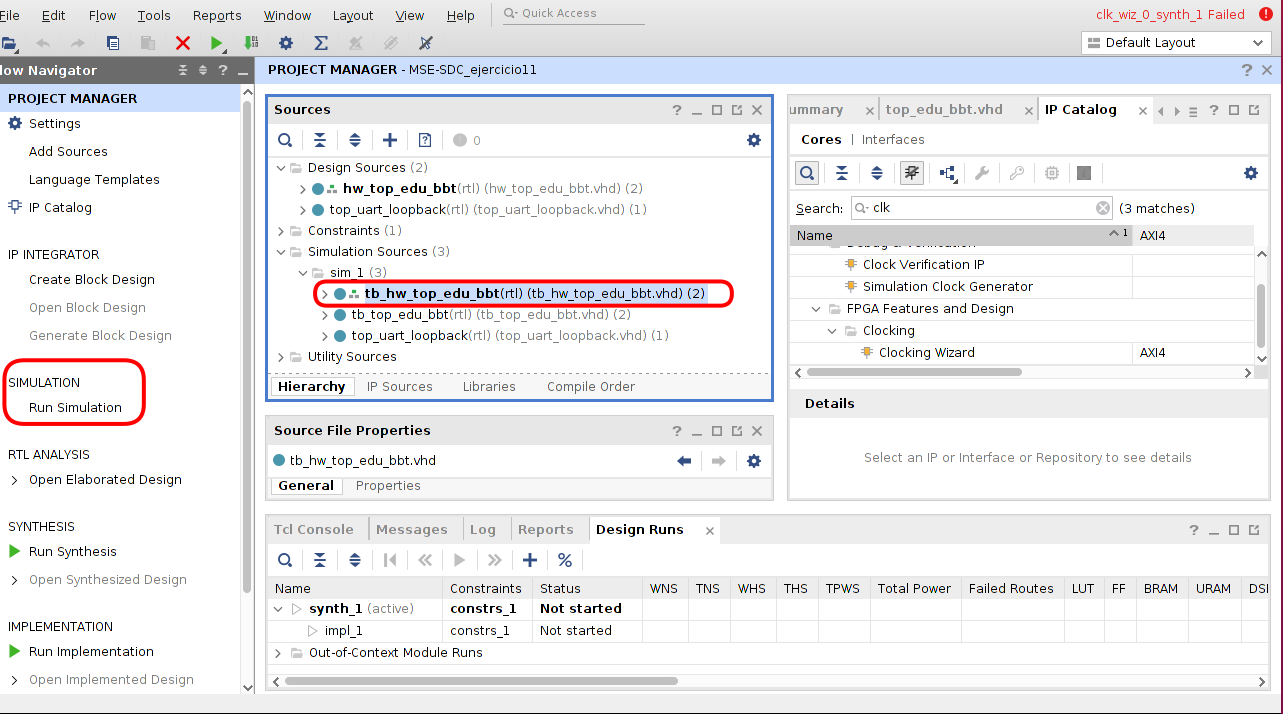 File Edit Flow Tools Reports Window Layout View Help Quick Access clk_wiz_0_synth_1 Failed
Default Layout
low Navigator
PROJECT MANAGER - MSE-SDC_ejercicio11
PROJECT MANAGER
Settings
Add Sources
Language Templates
IP Catalog
IP INTEGRATOR
Create Block Design
Open Block Design
Generate Block Design
SIMULATION
Run Simulation
RTL ANALYSIS
Open Elaborated Design
SYNTHESIS
Run Synthesis
Open Synthesized Design
IMPLEMENTATION
Run Implementation
Open Implemented Design
Sources
0
Design Sources (2)
hw_top_edu_bbt(rtl) (hw_top_edu_bbt.vhd) (2)
top_uart_loopback(rtl) (top_uart_loopback.vhd) (1)
Constraints (1)
Simulation Sources (3)
sim_1 (3)
tb_hw_top_edu_bbt(rtl) (tb_hw_top_edu_bbt.vhd) (2)
tb_top_edu_bbt(rtl) (tb_top_edu_bbt.vhd) (2)
top_uart_loopback(rtl) (top_uart_loopback.vhd) (1)
Utility Sources
Hierarchy IP Sources Libraries Compile Order
Source File Properties
tb_hw_top_edu_bbt.vhd
General Properties
ummary top_edu_bbt.vhd IP Catalog
Cores | Interfaces
Search: clk (3 matches)
Name 1 AXI4
Debug & Verification
Clock Verification IP
Simulation Clock Generator
FPGA Features and Design
Clocking
Clocking Wizard AXI4
Details
Select an IP or Interface or Repository to see details
Tcl Console Messages Log Reports Design Runs
Name Constraints Status WNS TNS WHS THS TPWS Total Power Failed Routes LUT FF BRAM URAM DSP
synth_1 (active) constrs_1 Not started
impl_1 constrs_1 Not started
Out-of-Context Module Runs